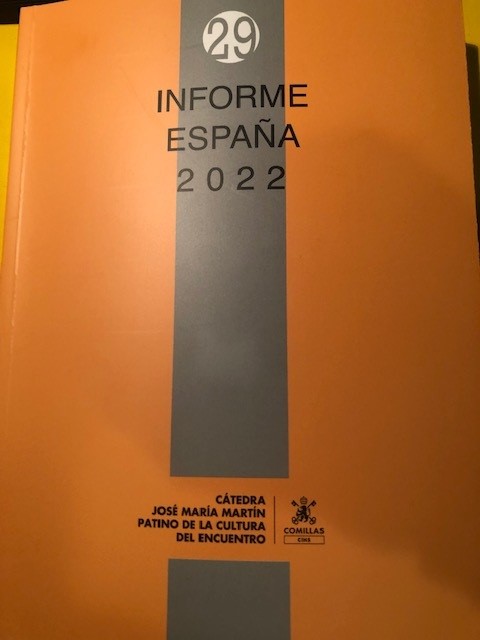 29
INFORME
ESPAÑA
2022
CÁTEDRA
JOSÉ MARÍA MARTÍN
PATINO DE LA CULTURA
DEL ENCUENTRO
COMILLAS
CIHS